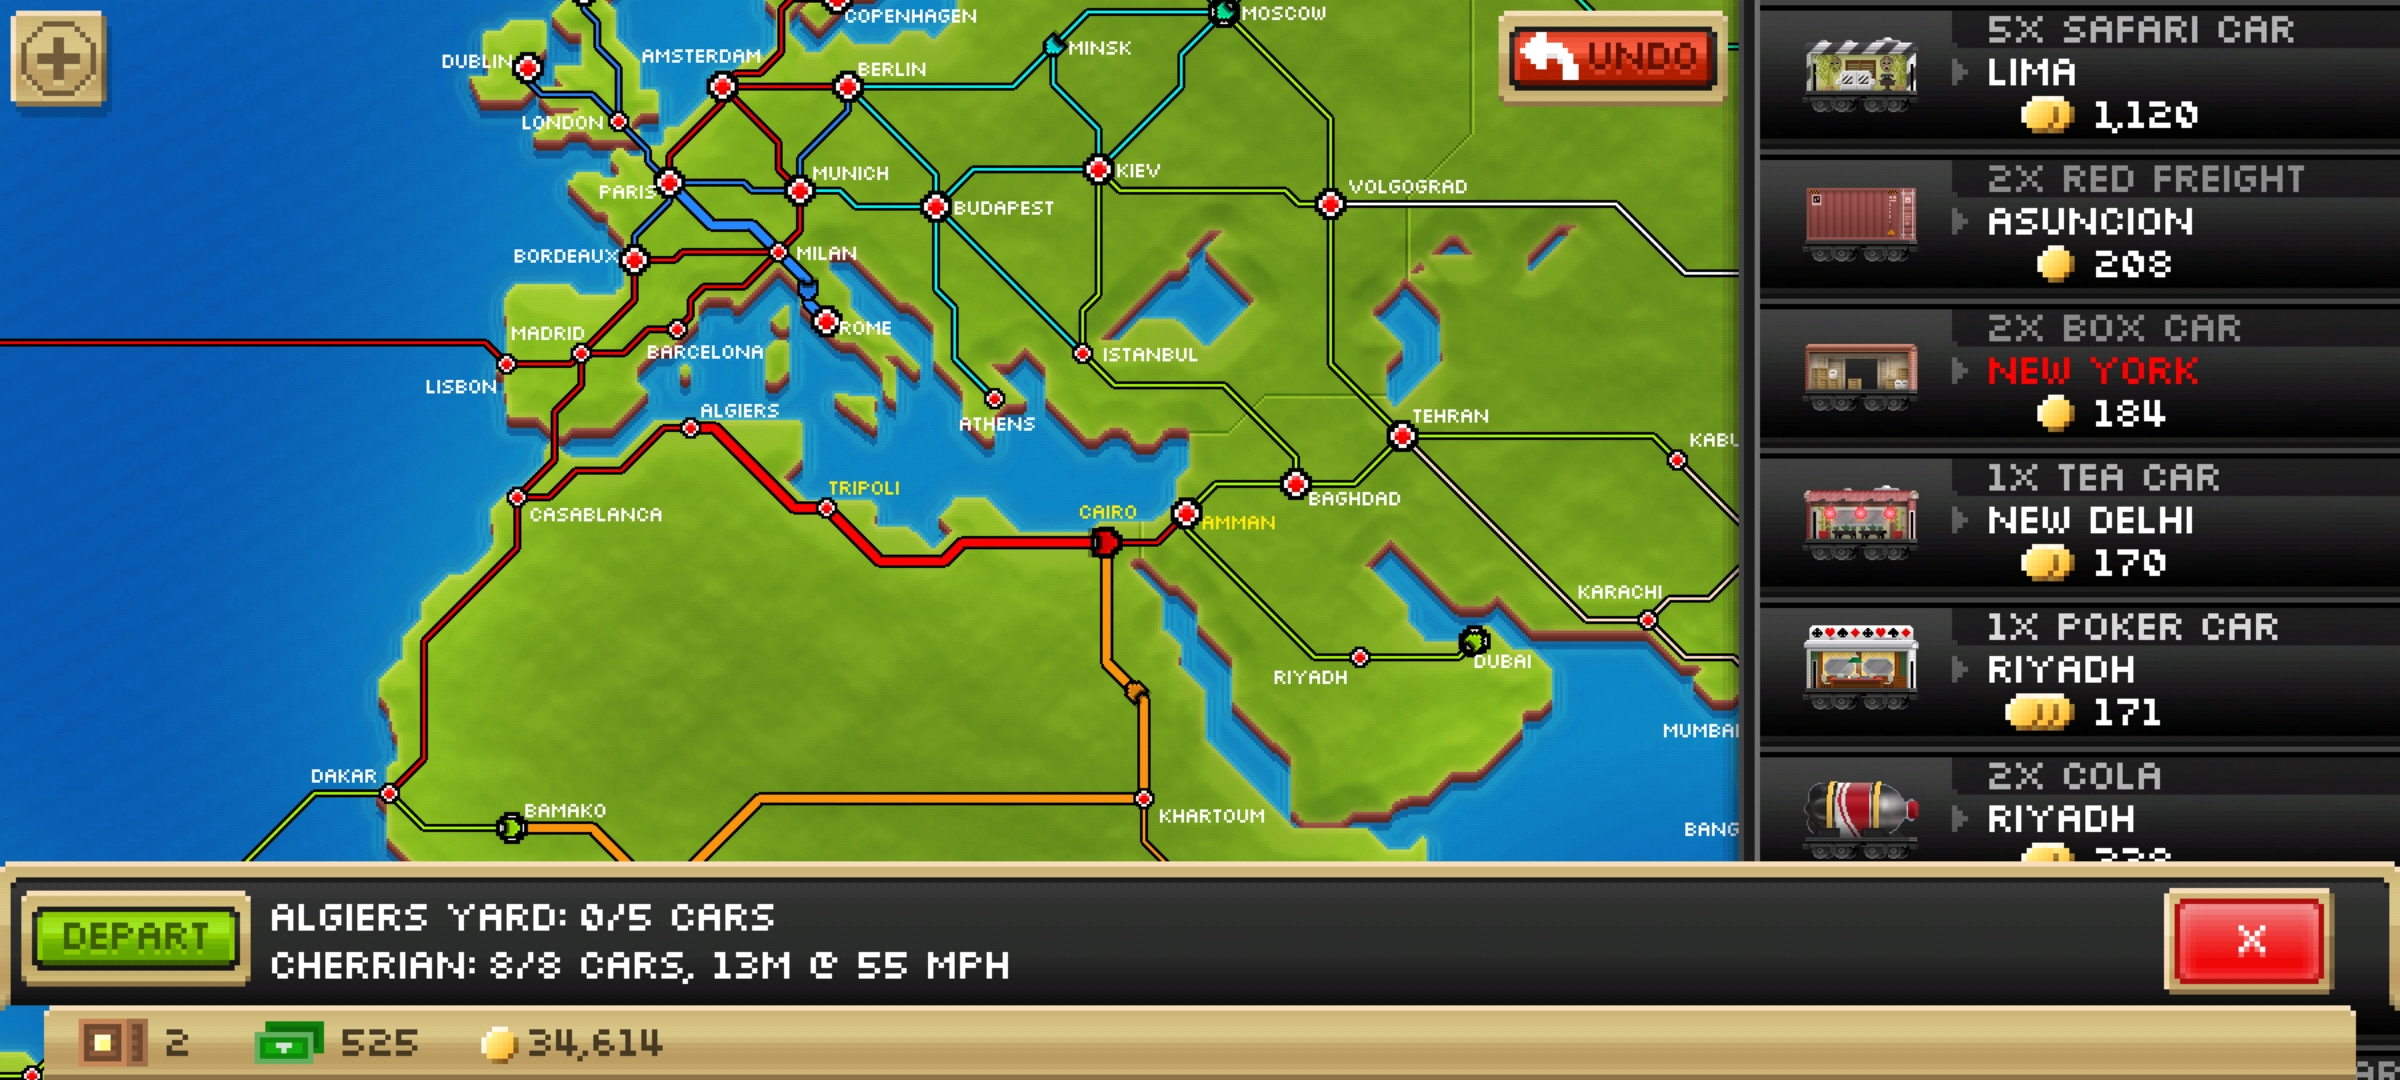 COPENHAGEN
MOSCOW
DUBLIN
AMSTERDAM
MINSK
UNDO
BERLIN
LONDON
MUNICH
KIEV
PARIS
VOLGOGRAD
BUDAPEST
BORDEAUX
MILAN
MADRID
ROME
BARCELONA
ISTANBUL
LISBON
ALGIERS
ATHENS
TEHRAN
KABU
TRIPOLI
CAIRO
AMMAN
BAGHDAD
CASABLANCA
KARACHI
RIYADH
DUBAI
MUMBAI
DAKAR
BAMAKO
KHARTOUM
BANG
5X SAFARI CAR
LIMA
1,120
2X RED FREIGHT
ASUNCION
208
2X BOX CAR
NEW YORK
184
1X TEA CAR
NEW DELHI
170
1X POKER CAR
RIYADH
171
2X COLA
RIYADH
DEPART
ALGIERS YARD: 0/5 CARS
CHERRIAN: 8/8 CARS, 13M @ 55 MPH
X
2
525
34,614